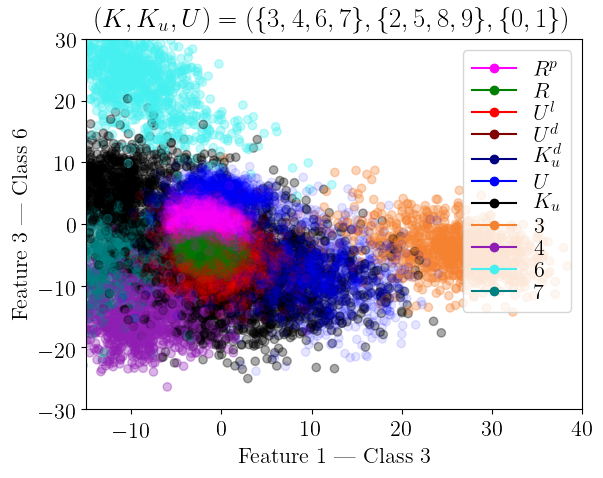 (K, K_u, U) = ({3, 4, 6, 7}, {2, 5, 8, 9}, {0, 1})
30
20
10
0
−10
−20
−30
Feature 3 — Class 6
R^p
R
U^l
U^d
K_u^d
U
K_u
3
4
6
7
−10
0
10
20
30
40
Feature 1 — Class 3